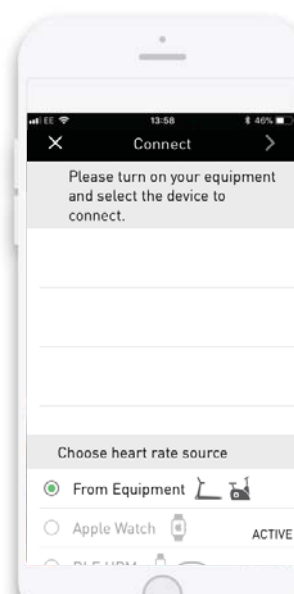 EE 13:58 46%
Connect
Please turn on your equipment
and select the device to
connect.
Choose heart rate source
From Equipment
Apple Watch ACTIVE